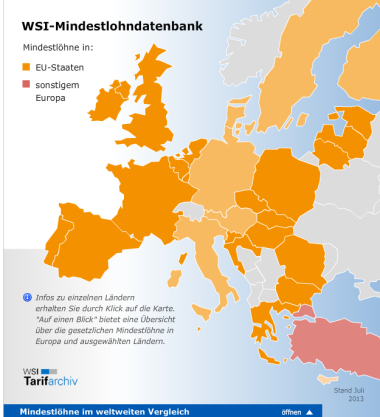 WSI-Mindestlohndatenbank
Mindestlöhne in:
EU-Staaten
sonstigem
Europa
Infos zu einzelnen Ländern
erhalten Sie durch Klick auf die Karte.
"Auf einen Blick" bietet eine Übersicht
über die gesetzlichen Mindestlöhne in
Europa und ausgewählten Ländern.
WSI
Tarifarchiv
Stand Juli
2013
Mindestlöhne im weltweiten Vergleich öffnen